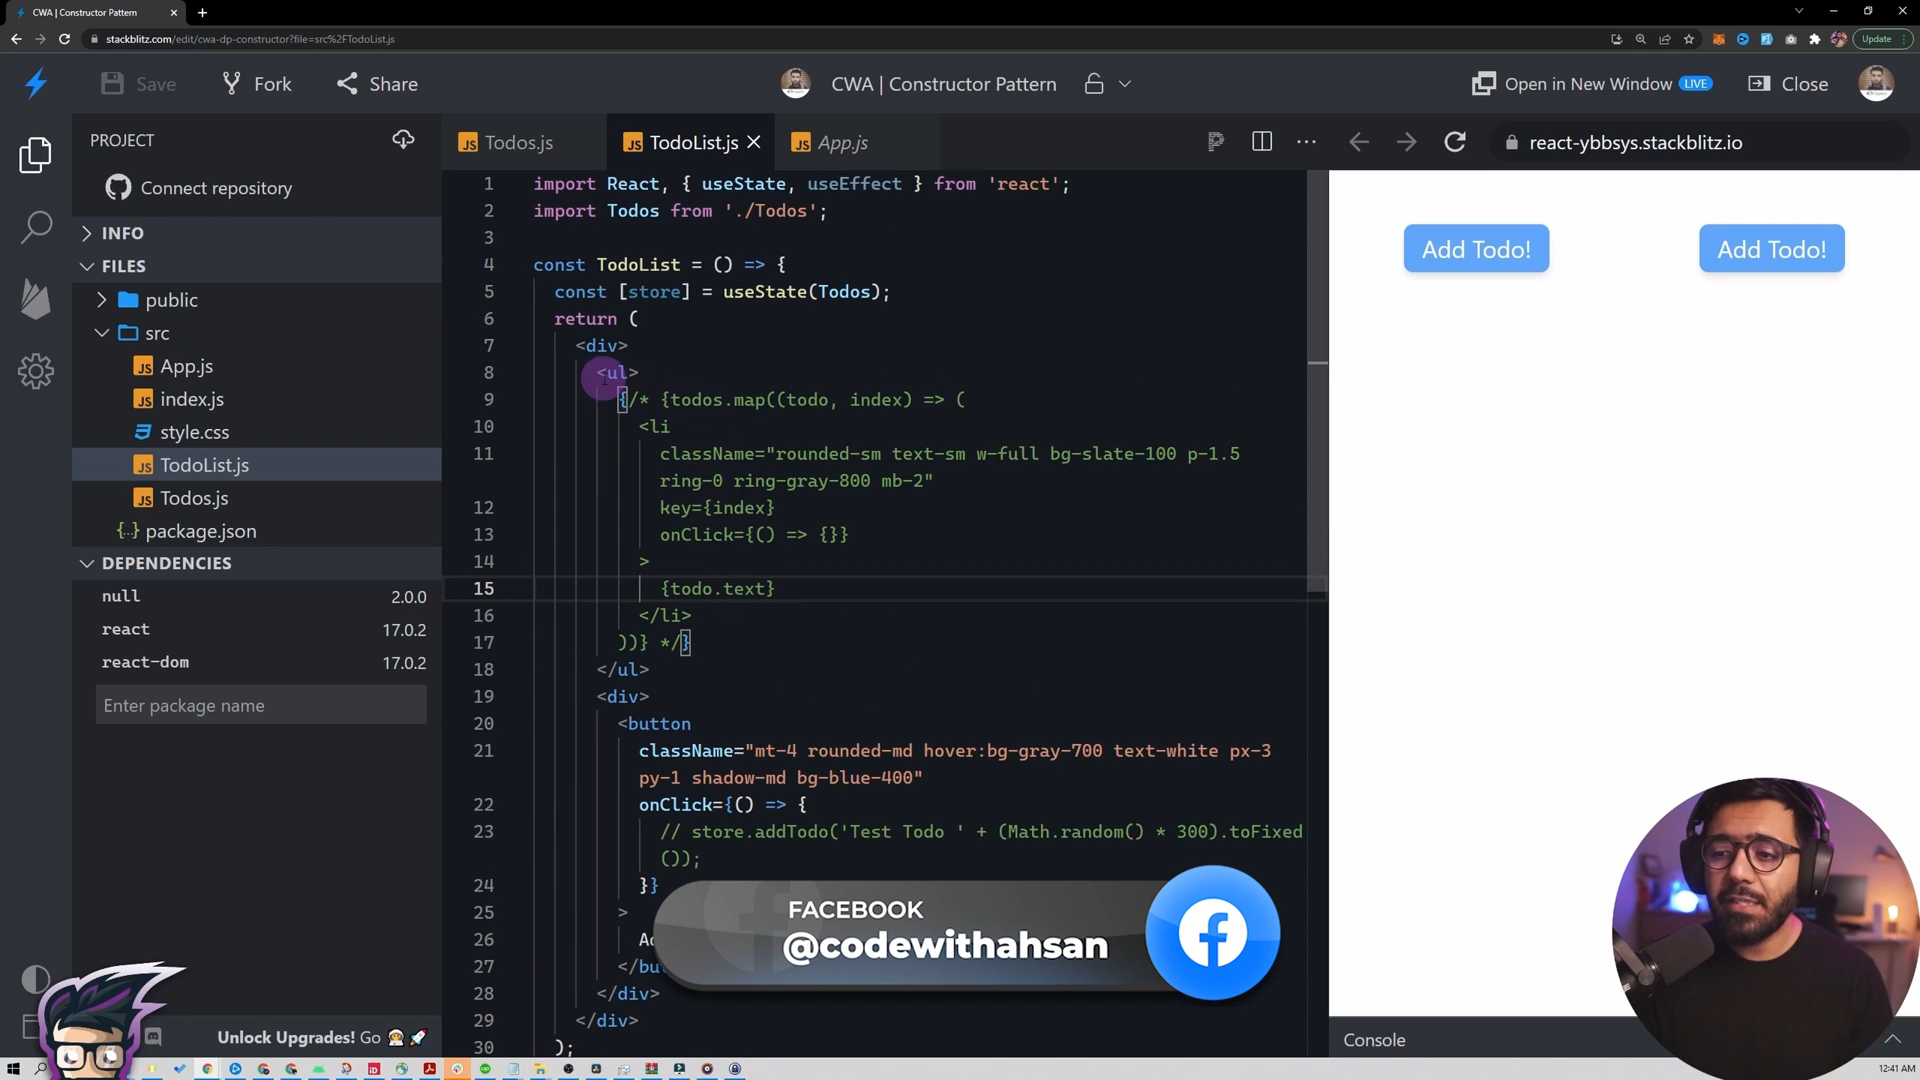 CWA | Constructor Pattern
stackblitz.com/edit/cwa-dp-constructor?file=src%2FTodoList.js
Update
Save
Fork
Share
CWA | Constructor Pattern
Open in New Window
LIVE
Close
PROJECT
Connect repository
INFO
FILES
public
src
JS App.js
JS index.js
style.css
JS TodoList.js
JS Todos.js
{..} package.json
DEPENDENCIES
null 2.0.0
react 17.0.2
react-dom 17.0.2
Enter package name
Unlock Upgrades! Go
JS Todos.js
JS TodoList.js
JS App.js
react-ybbsys.stackblitz.io
1 import React, { useState, useEffect } from 'react';
2 import Todos from './Todos';
3
4 const TodoList = () => {
5 const [store] = useState(Todos);
6 return (
7 <div>
8 <ul>
9 {/* {todos.map((todo, index) => (
10 <li
11 className="rounded-sm text-sm w-full bg-slate-100 p-1.5
ring-0 ring-gray-800 mb-2"
12 key={index}
13 onClick={() => {}}
14 >
15 {todo.text}
16 </li>
17 ))} */}
18 </ul>
19 <div>
20 <button
21 className="mt-4 rounded-md hover:bg-gray-700 text-white px-3
py-1 shadow-md bg-blue-400"
22 onClick={() => {
23 // store.addTodo('Test Todo ' + (Math.random() * 300).toFixed
());
24 }}
25 >
26
27 </bu
28 </div>
29 </div>
30 );
FACEBOOK
@codewithahsan
Add Todo!
Add Todo!
Console
12:41 AM